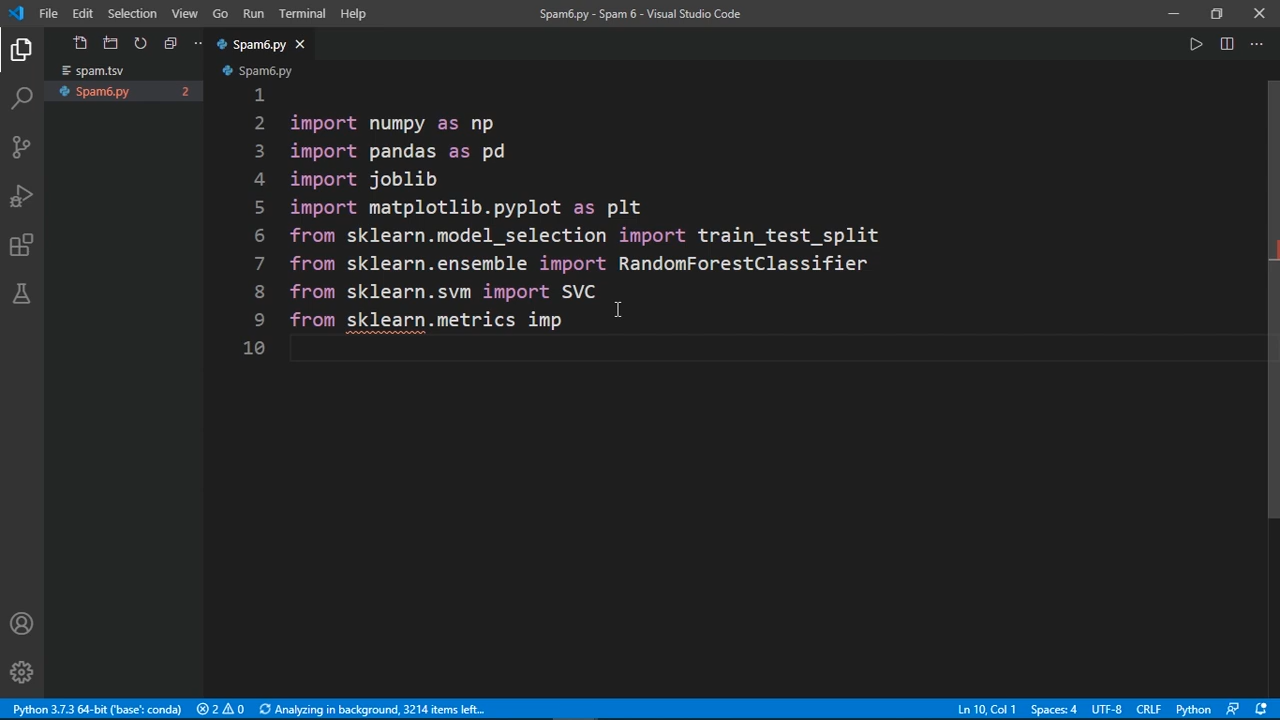 File Edit Selection View Go Run Terminal Help Spam6.py - Spam 6 - Visual Studio Code
Spam6.py
spam.tsv
Spam6.py 2
Spam6.py
1
2 import numpy as np
3 import pandas as pd
4 import joblib
5 import matplotlib.pyplot as plt
6 from sklearn.model_selection import train_test_split
7 from sklearn.ensemble import RandomForestClassifier
8 from sklearn.svm import SVC
9 from sklearn.metrics imp
10
Python 3.7.3 64-bit ('base': conda) 2 0 Analyzing in background, 3214 items left... Ln 10, Col 1 Spaces: 4 UTF-8 CRLF Python